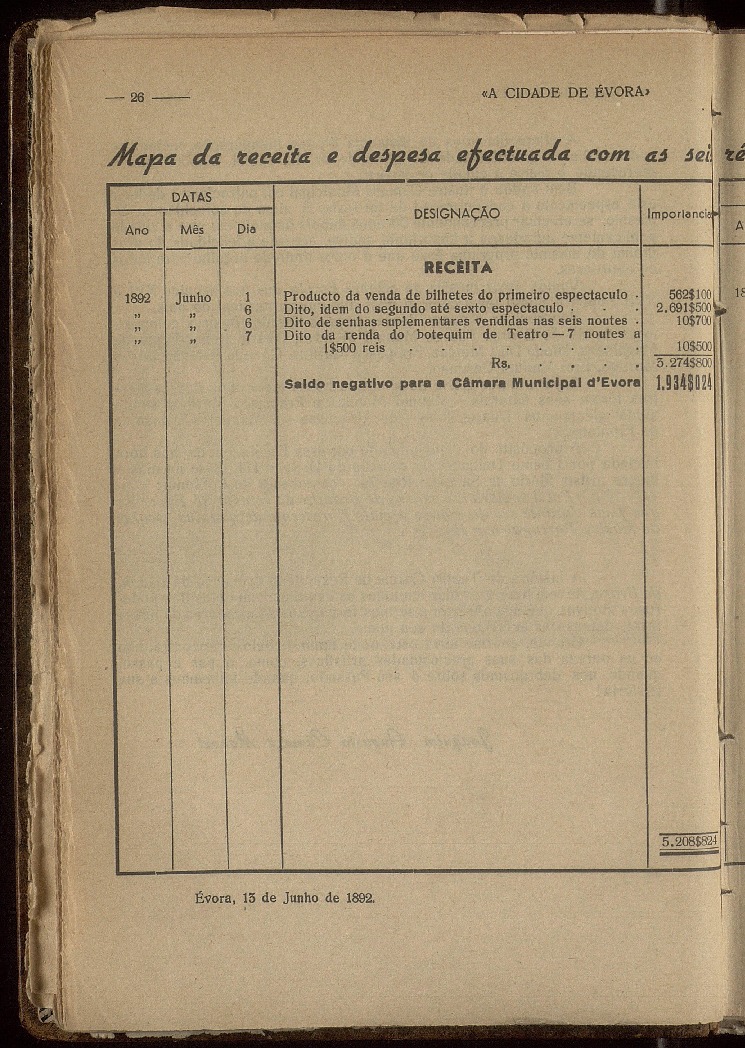 — 26 — «A CIDADE DE ÉVORA»
Mapa da receita e despesa efectuada com as sei ré
DATAS DESIGNAÇÃO Importancia
Ano Mês Dia A
RECEITA
1892 Junho 1 Producto da venda de bilhetes do primeiro espectaculo . 562$100 18
„ „ 6 Dito, idem do segundo até sexto espectaculo . . . 2.691$500
„ „ 6 Dito de senhas suplementares vendidas nas seis noutes . 10$700
„ „ 7 Dito da renda do botequim de Teatro — 7 noutes a
1$500 reis . . . . . . . 10$500
Rs. . . . . 3.274$800
Saldo negativo para a Câmara Municipal d'Evora 1.934$024
5.208$824
Évora, 13 de Junho de 1892.